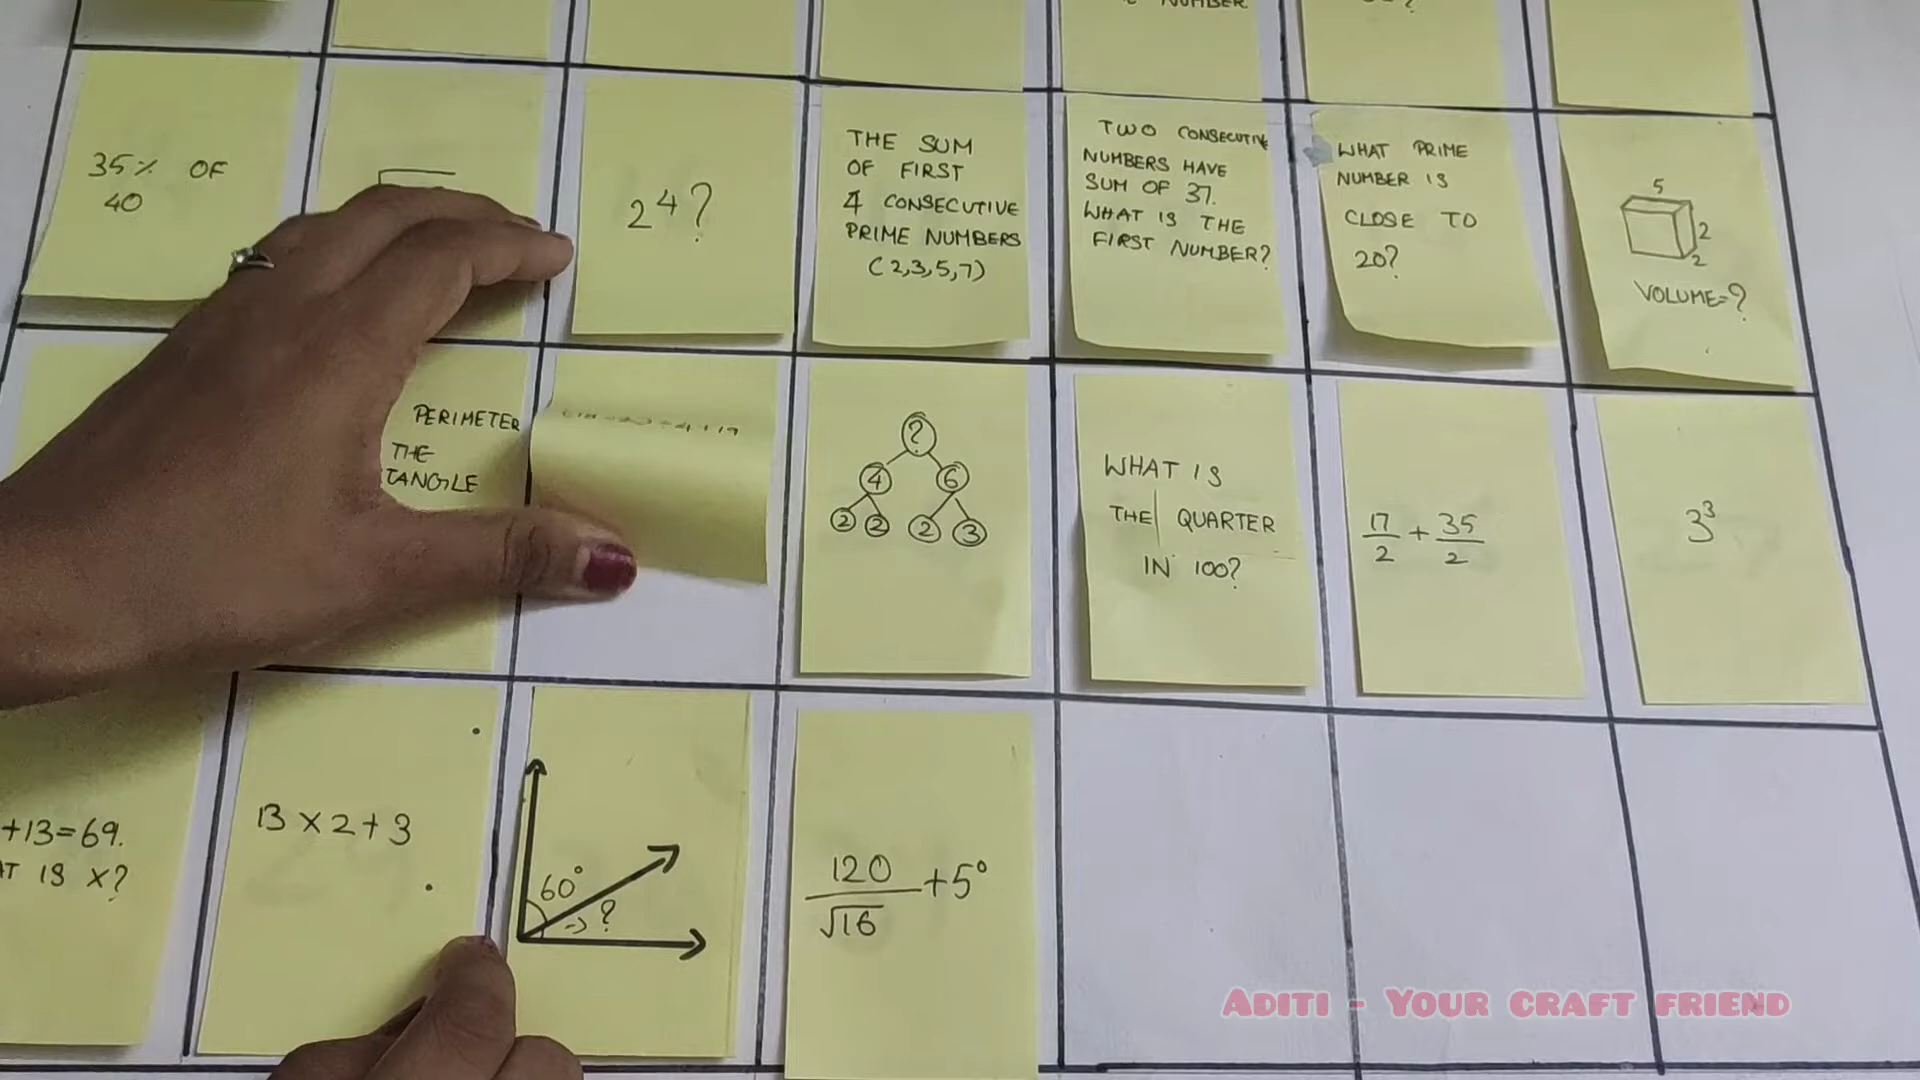 NUMBER
35% OF
40
2⁴?
THE SUM
OF FIRST
4 CONSECUTIVE
PRIME NUMBERS
(2,3,5,7)
TWO CONSECUTIVE
NUMBERS HAVE
SUM OF 37.
WHAT IS THE
FIRST NUMBER?
WHAT PRIME
NUMBER IS
CLOSE TO
20?
5
2
2
VOLUME=?
PERIMETER
THE
TANGLE
?
4 6
2 2 2 3
WHAT IS
THE QUARTER
IN 100?
17/2 + 35/2
3³
+13=69.
IS X?
13 X 2 + 3
60°
?
120/√16 +5⁰
ADITI - YOUR CRAFT FRIEND